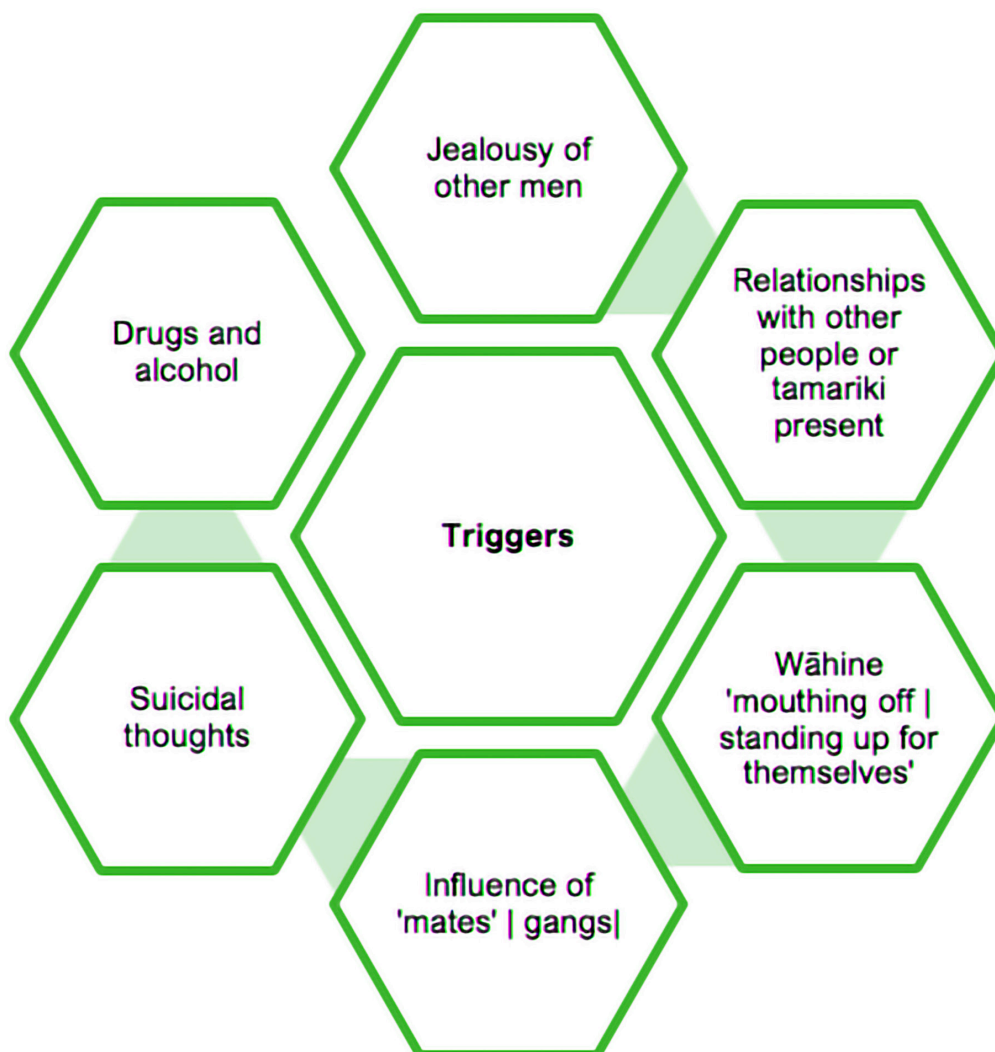 Jealousy of
other men
Relationships
with other
people or
tamariki
present
Wāhine
'mouthing off |
standing up for
themselves'
Influence of
'mates' | gangs|
Suicidal
thoughts
Drugs and
alcohol
Triggers